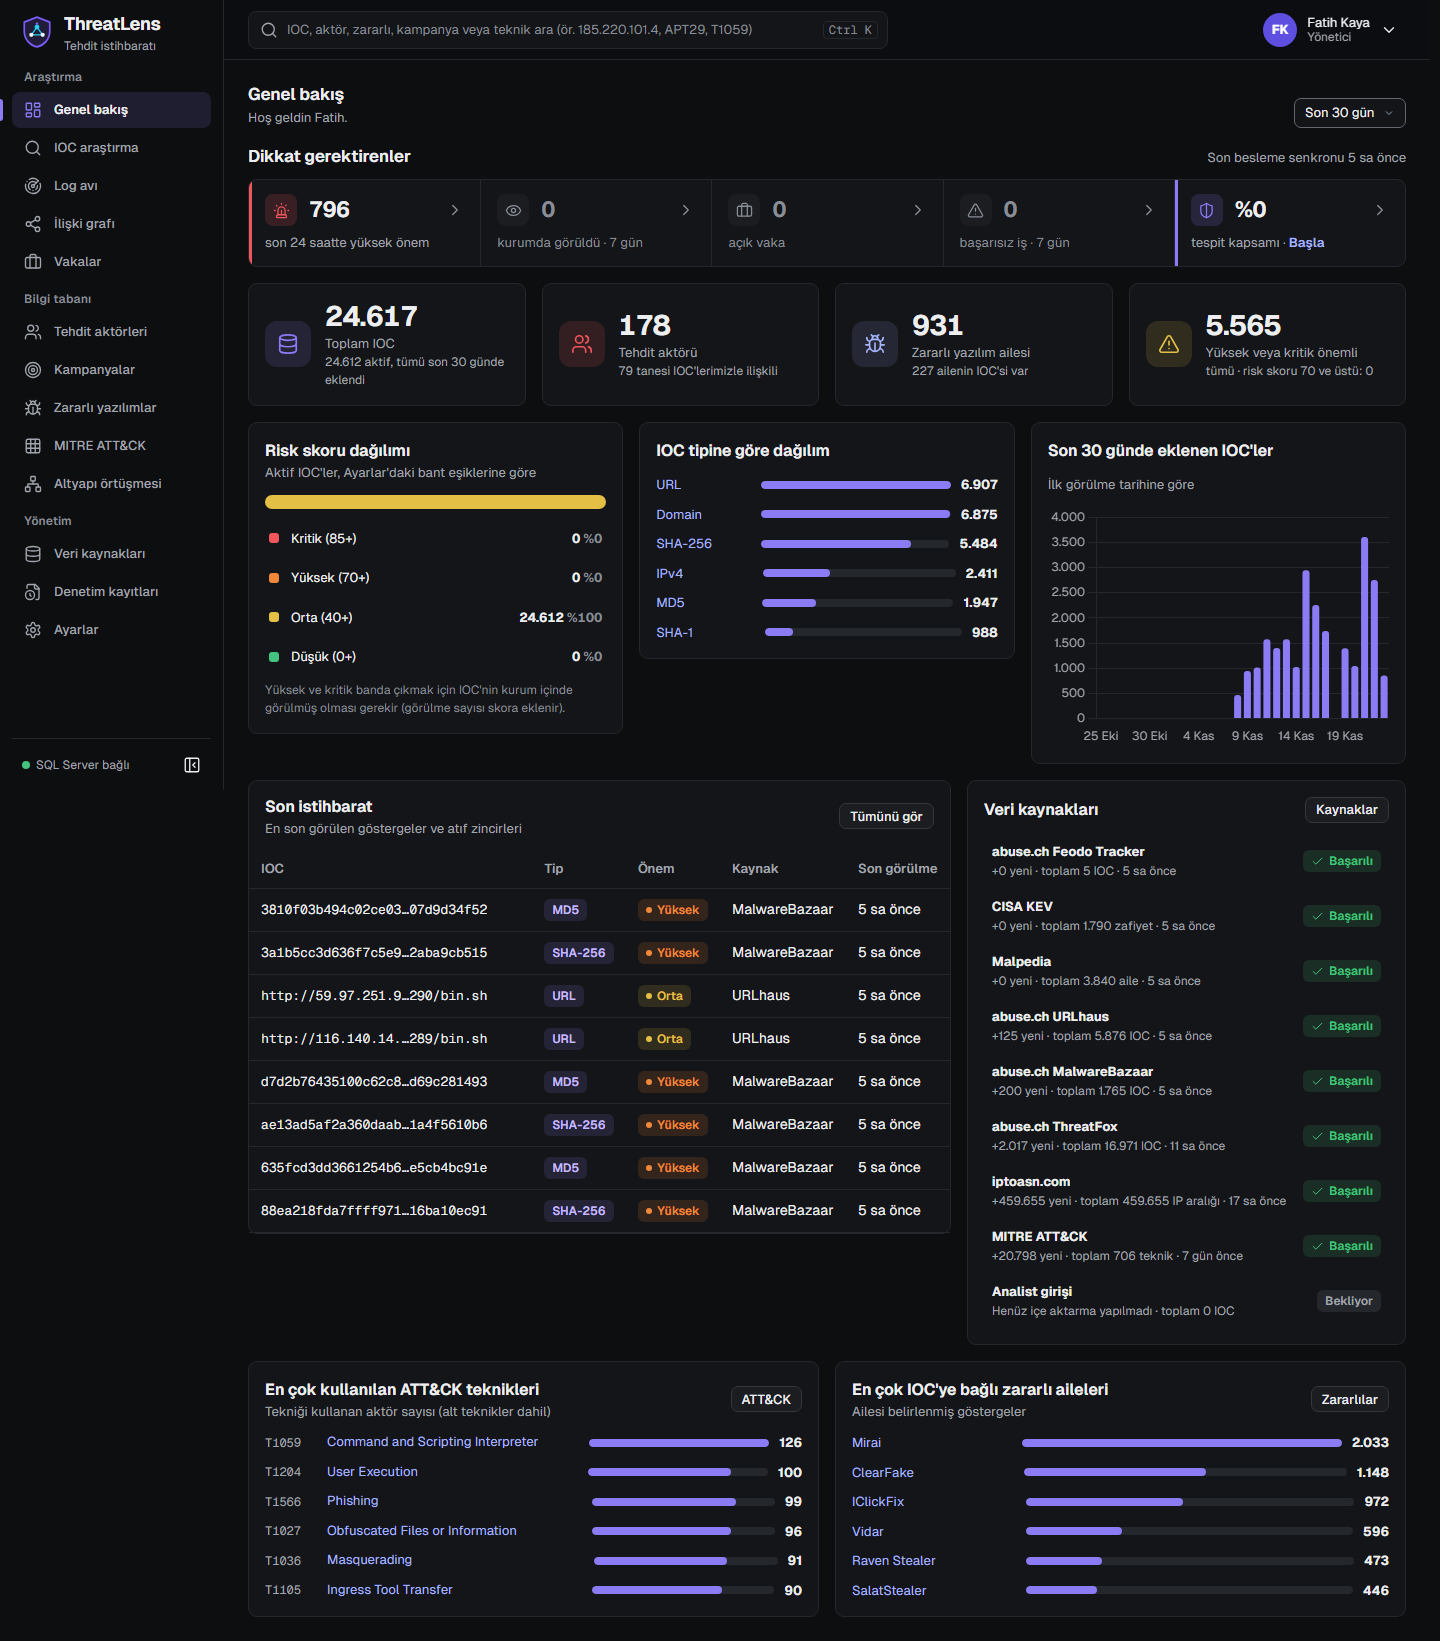 ThreatLens
Tehdit istihbaratı
IOC, aktör, zararlı, kampanya veya teknik ara (ör. 185.220.101.4, APT29, T1059)
Ctrl K
FK
Fatih Kaya
Yönetici
Araştırma
Genel bakış
IOC araştırma
Log avı
İlişki grafı
Vakalar
Bilgi tabanı
Tehdit aktörleri
Kampanyalar
Zararlı yazılımlar
MITRE ATT&CK
Altyapı örtüşmesi
Yönetim
Veri kaynakları
Denetim kayıtları
Ayarlar
SQL Server bağlı
Genel bakış
Hoş geldin Fatih.
Son 30 gün
Dikkat gerektirenler
Son besleme senkronu 5 sa önce
796
son 24 saatte yüksek önem
0
kurumda görüldü · 7 gün
0
açık vaka
0
başarısız iş · 7 gün
%0
tespit kapsamı · Başla
24.617
Toplam IOC
24.612 aktif, tümü son 30 günde
eklendi
178
Tehdit aktörü
79 tanesi IOC'lerimizle ilişkili
931
Zararlı yazılım ailesi
227 ailenin IOC'si var
5.565
Yüksek veya kritik önemli
tümü · risk skoru 70 ve üstü: 0
Risk skoru dağılımı
Aktif IOC'ler, Ayarlar'daki bant eşiklerine göre
Kritik (85+) 0 %0
Yüksek (70+) 0 %0
Orta (40+) 24.612 %100
Düşük (0+) 0 %0
Yüksek ve kritik banda çıkmak için IOC'nin kurum içinde
görülmüş olması gerekir (görülme sayısı skora eklenir).
IOC tipine göre dağılım
URL 6.907
Domain 6.875
SHA-256 5.484
IPv4 2.411
MD5 1.947
SHA-1 988
Son 30 günde eklenen IOC'ler
İlk görülme tarihine göre
4.000
3.500
3.000
2.500
2.000
1.500
1.000
500
0
25 Eki 30 Eki 4 Kas 9 Kas 14 Kas 19 Kas
Son istihbarat
En son görülen göstergeler ve atıf zincirleri
Tümünü gör
IOC Tip Önem Kaynak Son görülme
3810f03b494c02ce03…07d9d34f52 MD5 Yüksek MalwareBazaar 5 sa önce
3a1b5cc3d636f7c5e9…2aba9cb515 SHA-256 Yüksek MalwareBazaar 5 sa önce
http://59.97.251.9…290/bin.sh URL Orta URLhaus 5 sa önce
http://116.140.14.…289/bin.sh URL Orta URLhaus 5 sa önce
d7d2b76435100c62c8…d69c281493 MD5 Yüksek MalwareBazaar 5 sa önce
ae13ad5af2a360daab…1a4f5610b6 SHA-256 Yüksek MalwareBazaar 5 sa önce
635fcd3dd3661254b6…e5cb4bc91e MD5 Yüksek MalwareBazaar 5 sa önce
88ea218fda7ffff971…16ba10ec91 SHA-256 Yüksek MalwareBazaar 5 sa önce
Veri kaynakları
Kaynaklar
abuse.ch Feodo Tracker
+0 yeni · toplam 5 IOC · 5 sa önce
Başarılı
CISA KEV
+0 yeni · toplam 1.790 zafiyet · 5 sa önce
Başarılı
Malpedia
+0 yeni · toplam 3.840 aile · 5 sa önce
Başarılı
abuse.ch URLhaus
+125 yeni · toplam 5.876 IOC · 5 sa önce
Başarılı
abuse.ch MalwareBazaar
+200 yeni · toplam 1.765 IOC · 5 sa önce
Başarılı
abuse.ch ThreatFox
+2.017 yeni · toplam 16.971 IOC · 11 sa önce
Başarılı
iptoasn.com
+459.655 yeni · toplam 459.655 IP aralığı · 17 sa önce
Başarılı
MITRE ATT&CK
+20.798 yeni · toplam 706 teknik · 7 gün önce
Başarılı
Analist girişi
Henüz içe aktarma yapılmadı · toplam 0 IOC
Bekliyor
En çok kullanılan ATT&CK teknikleri
Tekniği kullanan aktör sayısı (alt teknikler dahil)
ATT&CK
T1059 Command and Scripting Interpreter 126
T1204 User Execution 100
T1566 Phishing 99
T1027 Obfuscated Files or Information 96
T1036 Masquerading 91
T1105 Ingress Tool Transfer 90
En çok IOC'ye bağlı zararlı aileleri
Ailesi belirlenmiş göstergeler
Zararlılar
Mirai 2.033
ClearFake 1.148
IClickFix 972
Vidar 596
Raven Stealer 473
SalatStealer 446